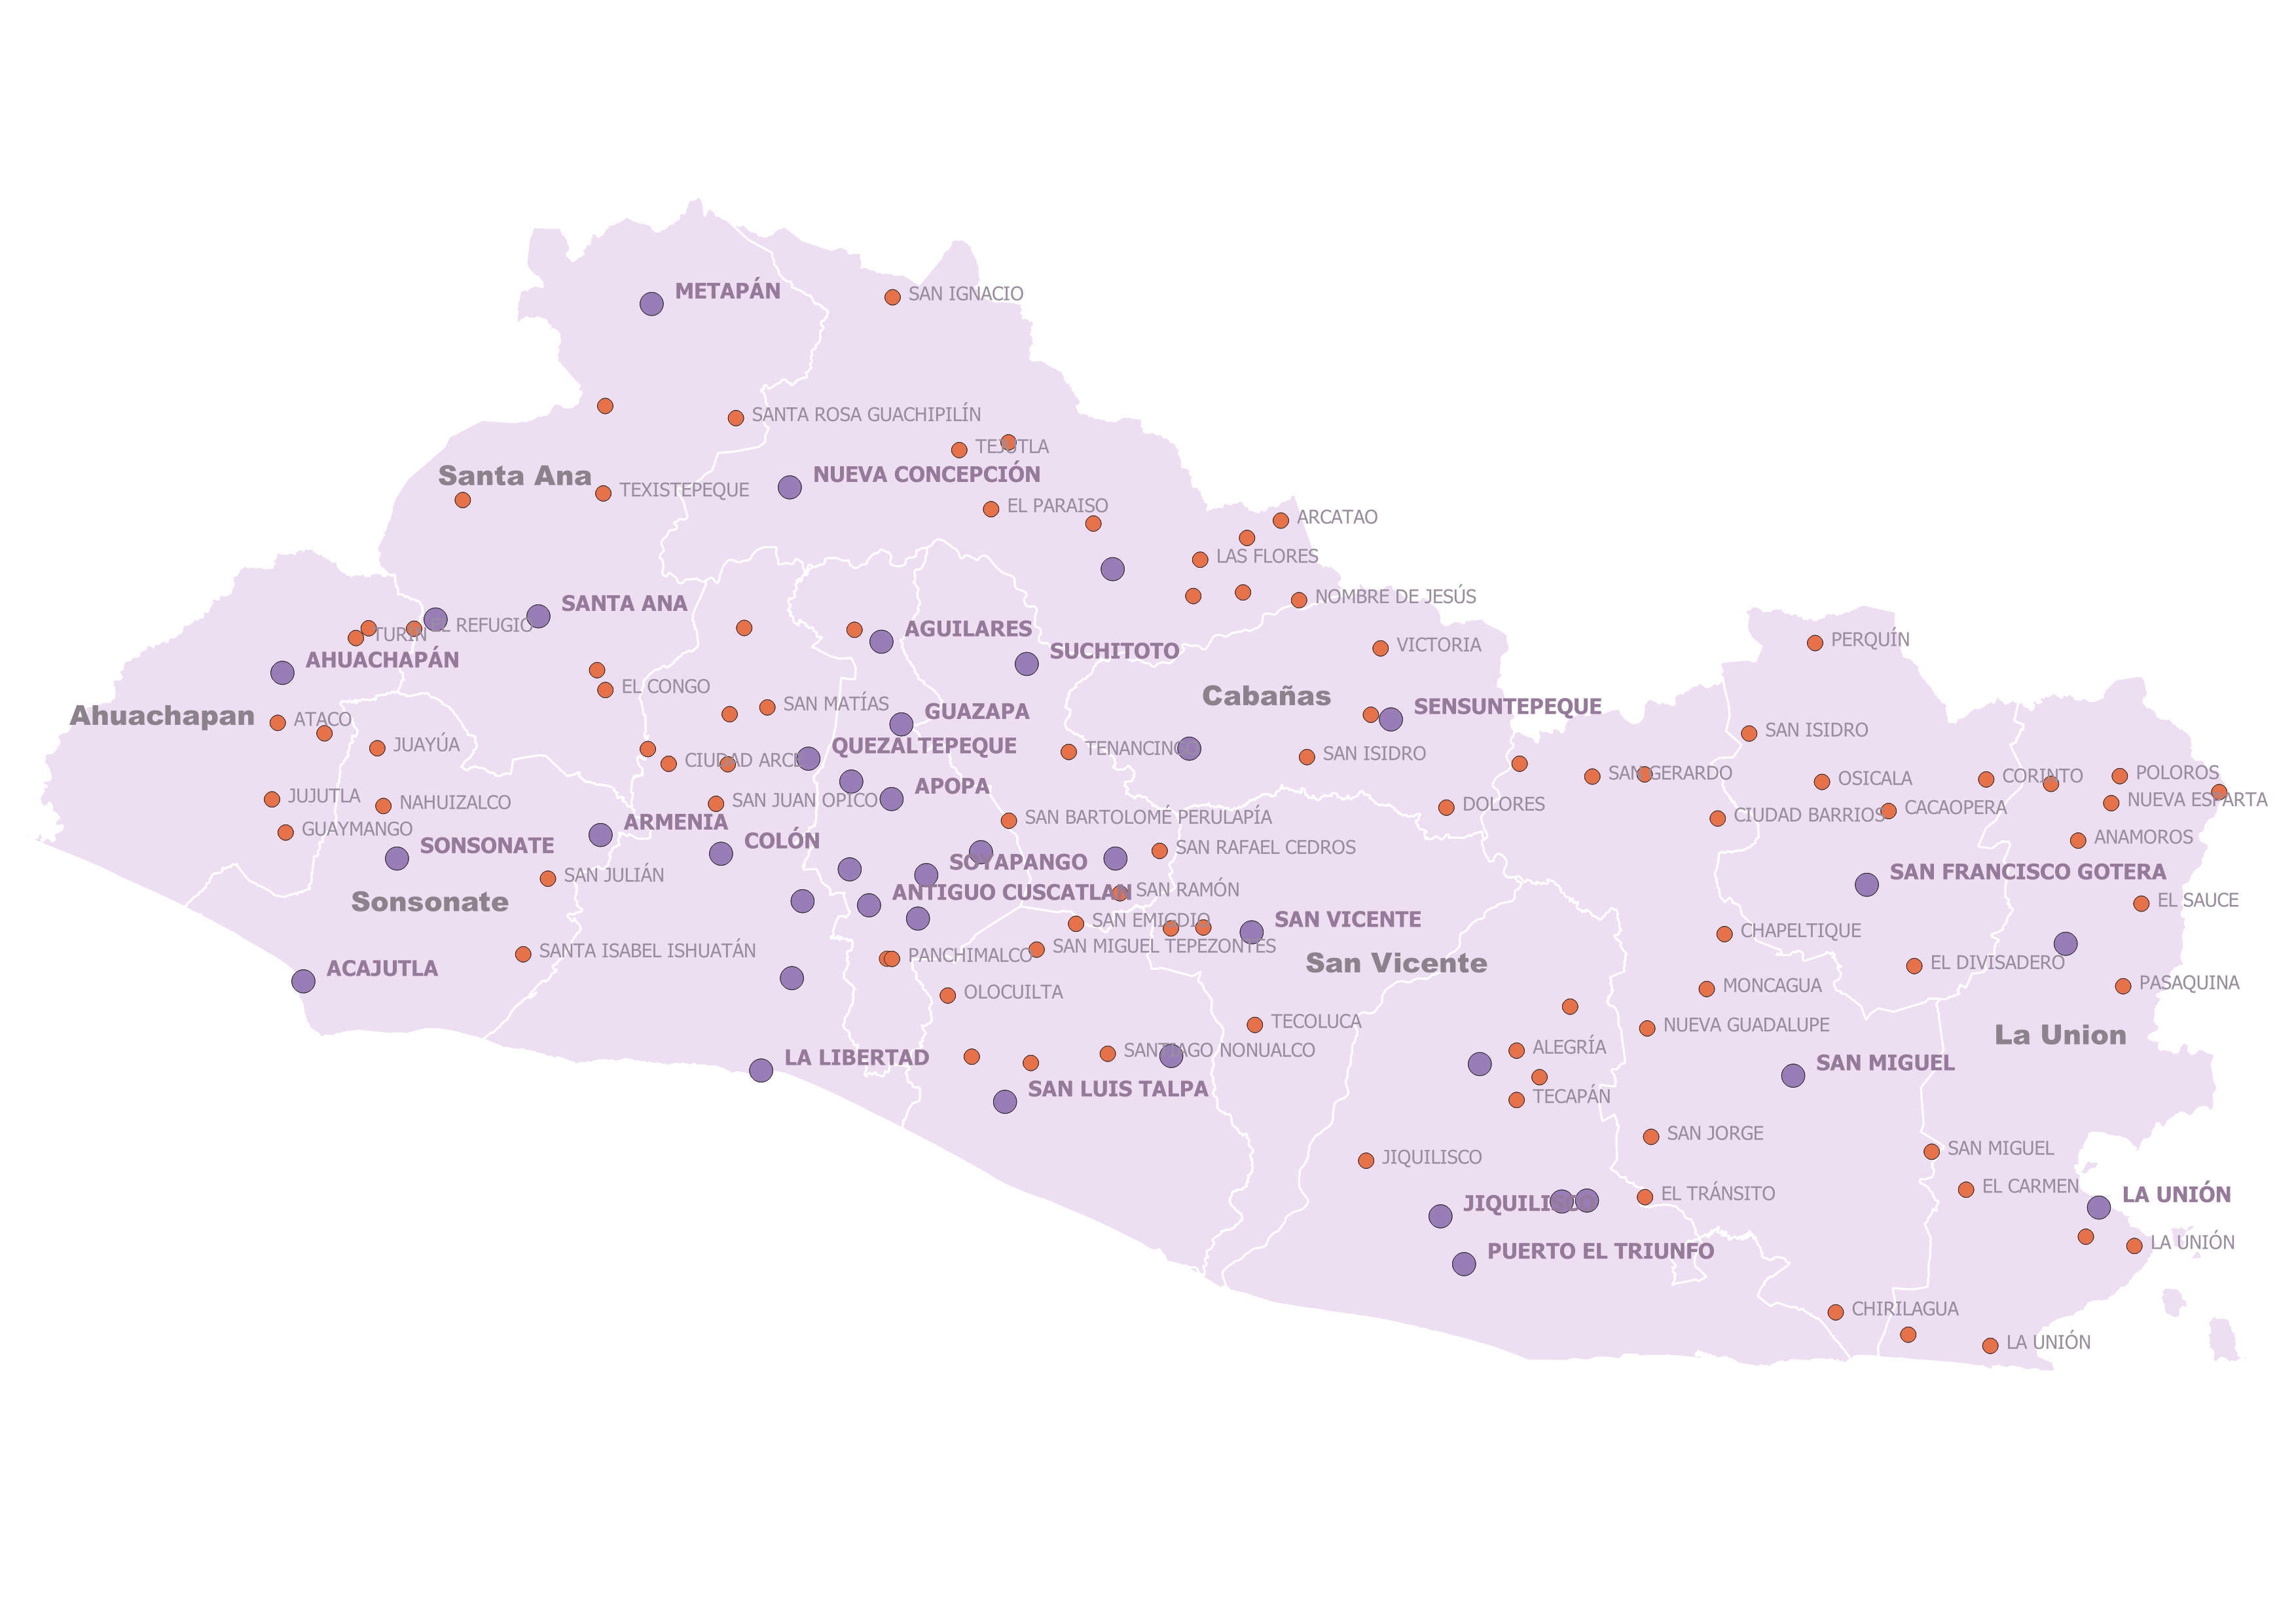 METAPÁN
SAN IGNACIO
SANTA ROSA GUACHIPILÍN
TEJUTLA
Santa Ana
NUEVA CONCEPCIÓN
TEXISTEPEQUE
EL PARAISO
ARCATAO
LAS FLORES
NOMBRE DE JESÚS
SANTA ANA
EL REFUGIO
TURIN
AGUILARES
PERQUÍN
VICTORIA
SUCHITOTO
AHUACHAPÁN
EL CONGO
Cabañas
SAN MATÍAS
SENSUNTEPEQUE
GUAZAPA
Ahuachapan
ATACO
SAN ISIDRO
JUAYÚA
QUEZALTEPEQUE
TENANCINGO
SAN ISIDRO
CIUDAD ARCE
SAN GERARDO
OSICALA
CORINTO
POLOROS
APOPA
JUJUTLA
NAHUIZALCO
SAN JUAN OPICO
DOLORES
CACAOPERA
NUEVA ESPARTA
SAN BARTOLOMÉ PERULAPÍA
CIUDAD BARRIOS
ARMENIA
GUAYMANGO
COLÓN
ANAMOROS
SONSONATE
SAN RAFAEL CEDROS
SOYAPANGO
SAN FRANCISCO GOTERA
SAN JULIÁN
SAN RAMÓN
ANTIGUO CUSCATLAN
Sonsonate
EL SAUCE
SAN EMIGDIO
SAN VICENTE
CHAPELTIQUE
SAN MIGUEL TEPEZONTES
SANTA ISABEL ISHUATÁN
PANCHIMALCO
San Vicente
EL DIVISADERO
ACAJUTLA
PASAQUINA
MONCAGUA
OLOCUILTA
TECOLUCA
NUEVA GUADALUPE
La Union
ALEGRÍA
SANTIAGO NONUALCO
LA LIBERTAD
SAN MIGUEL
SAN LUIS TALPA
TECAPÁN
SAN JORGE
SAN MIGUEL
JIQUILISCO
EL CARMEN
EL TRÁNSITO
LA UNIÓN
JIQUILISCO
LA UNIÓN
PUERTO EL TRIUNFO
CHIRILAGUA
LA UNIÓN